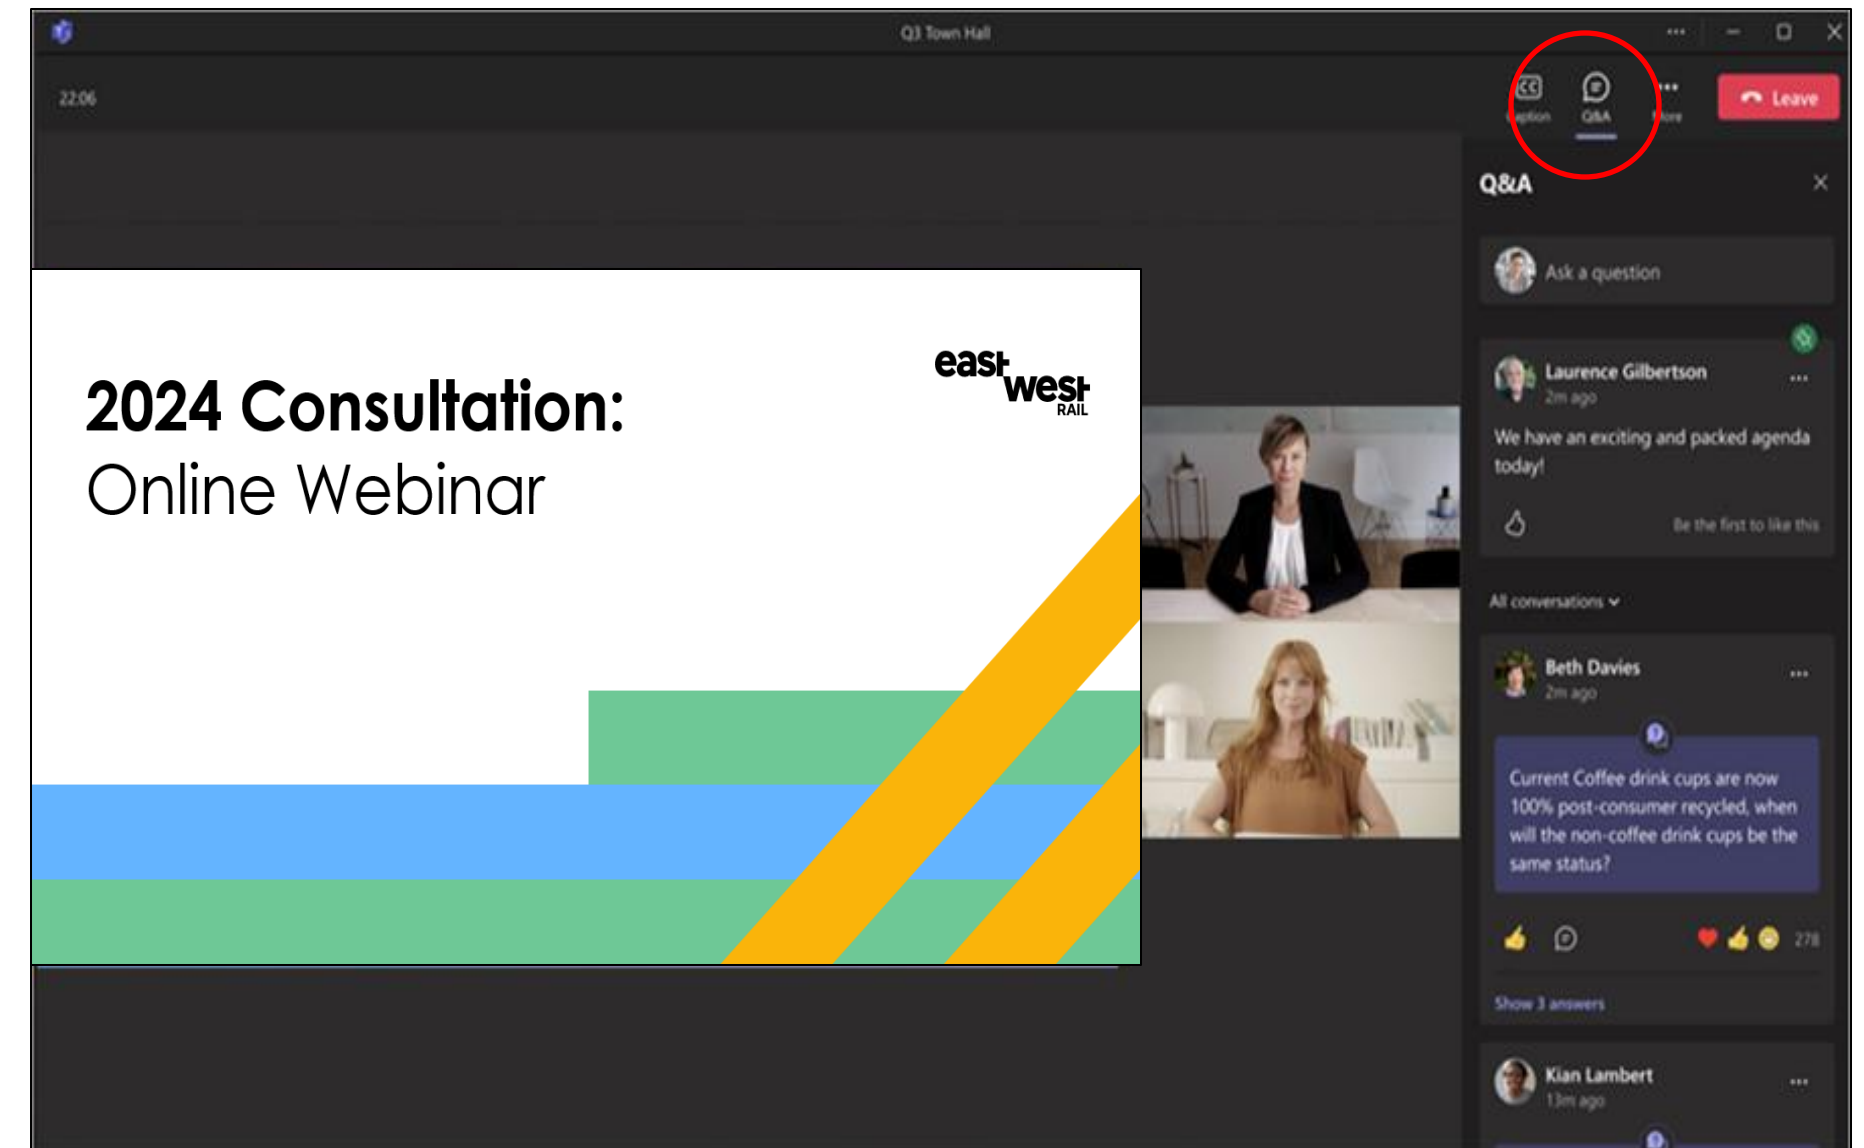 Q3 Town Hall
22:06
CC
Caption
Q&A
More
Leave
Q&A
Ask a question
Laurence Gilbertson
2m ago
We have an exciting and packed agenda
today!
Be the first to like this
All conversations
Beth Davies
2m ago
Current Coffee drink cups are now
100% post-consumer recycled, when
will the non-coffee drink cups be the
same status?
278
Show 3 answers
Kian Lambert
13m ago
2024 Consultation:
Online Webinar
east
west
RAIL